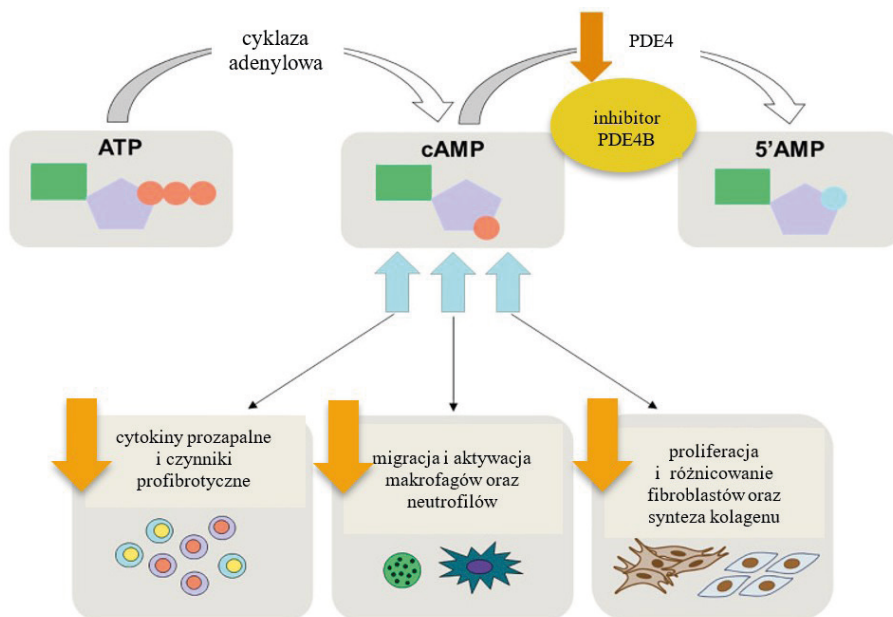 cyklaza
adenylowa
PDE4
inhibitor
PDE4B
ATP
cAMP
5’AMP
cytokiny prozapalne
i czynniki
profibrotyczne
migracja i aktywacja
makrofagów oraz
neutrofilów
proliferacja
i różnicowanie
fibroblastów oraz
synteza kolagenu